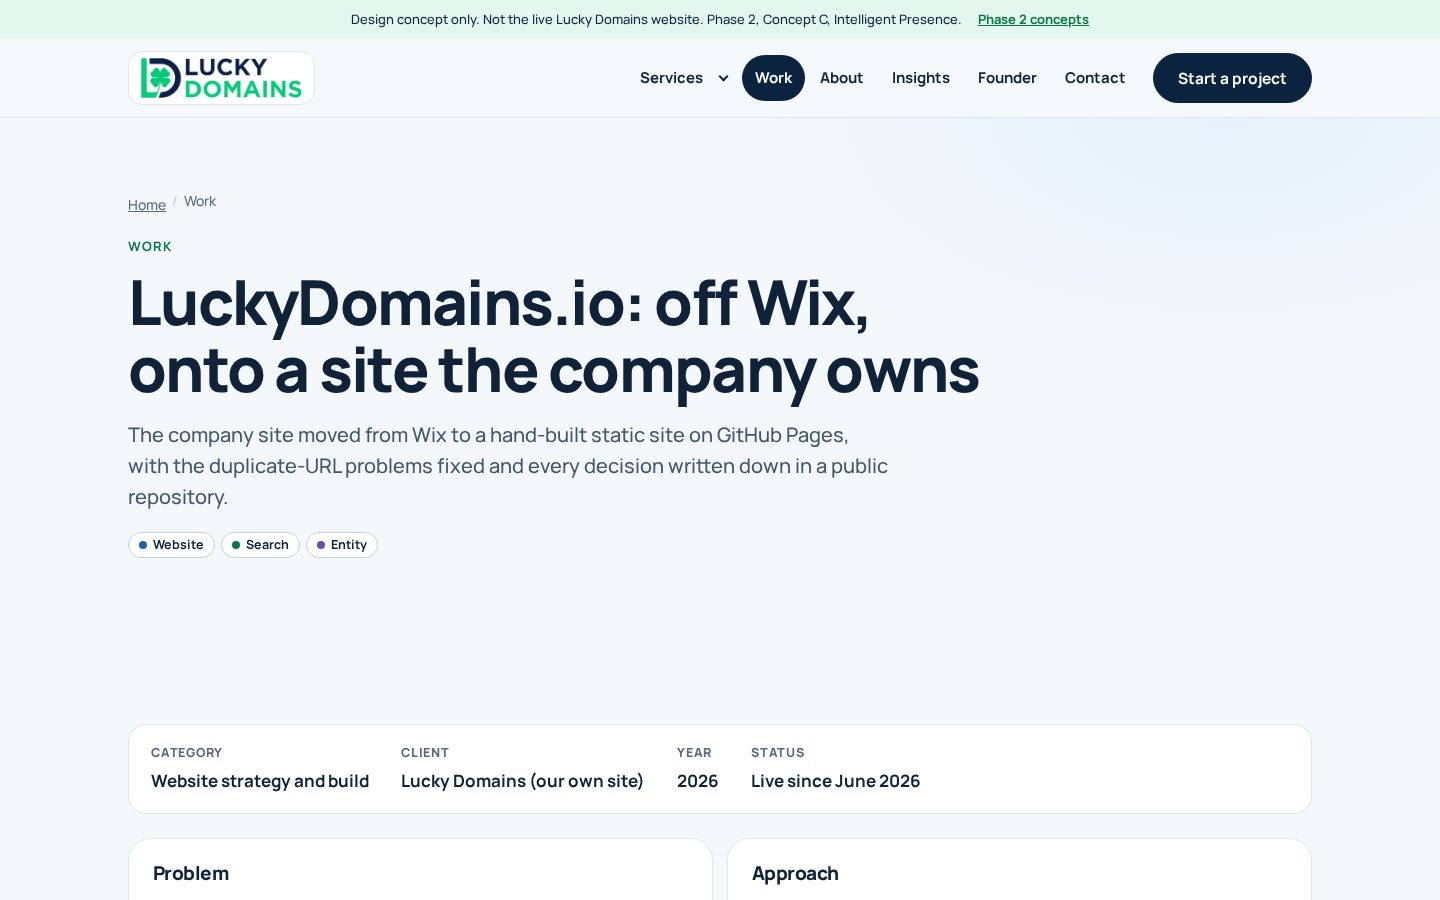 Design concept only. Not the live Lucky Domains website. Phase 2, Concept C, Intelligent Presence. Phase 2 concepts
LUCKY
DOMAINS
Services Work About Insights Founder Contact Start a project
Home / Work
WORK
LuckyDomains.io: off Wix,
onto a site the company owns
The company site moved from Wix to a hand-built static site on GitHub Pages,
with the duplicate-URL problems fixed and every decision written down in a public
repository.
Website Search Entity
CATEGORY CLIENT YEAR STATUS
Website strategy and build Lucky Domains (our own site) 2026 Live since June 2026
Problem Approach